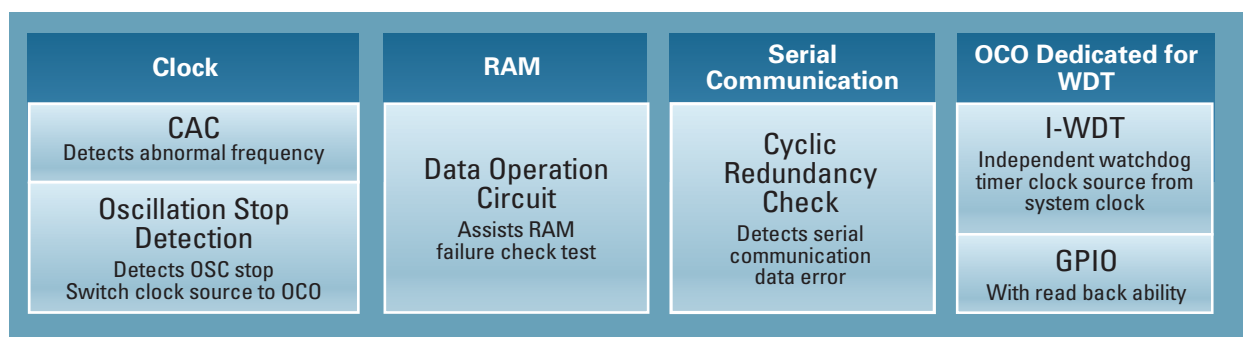 Clock
CAC
Detects abnormal frequency
Oscillation Stop
Detection
Detects OSC stop
Switch clock source to OCO
RAM
Data Operation
Circuit
Assists RAM
failure check test
Serial
Communication
Cyclic
Redundancy
Check
Detects serial
communication
data error
OCO Dedicated for
WDT
I-WDT
Independent watchdog
timer clock source from
system clock
GPIO
With read back ability